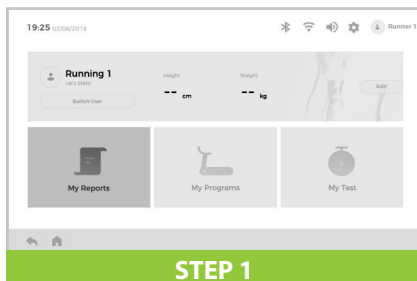 19:25 02/08/2019
Runner 1
Running 1
Let's Start!
Switch User
Height
-- cm
Weight
-- kg
Edit
My Reports
My Programs
My Test
STEP 1